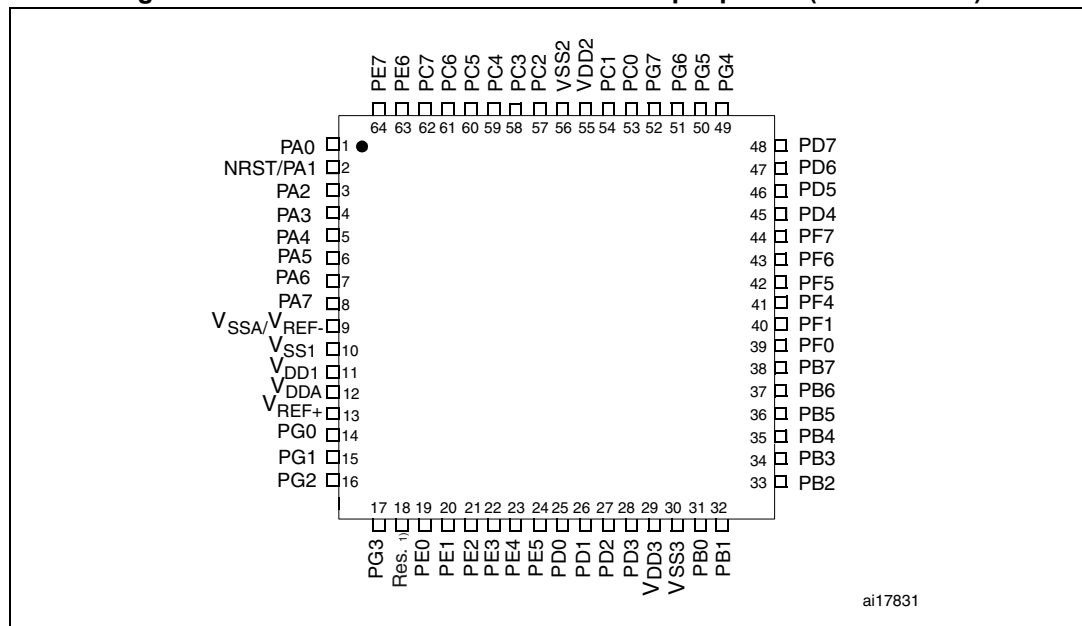 PE7 PE6 PC7 PC6 PC5 PC4 PC3 PC2 VSS2 VDD2 PC1 PC0 PG7 PG6 PG5 PG4
64 63 62 61 60 59 58 57 56 55 54 53 52 51 50 49
PA0 1
NRST/PA1 2
PA2 3
PA3 4
PA4 5
PA5 6
PA6 7
PA7 8
VSSA/VREF- 9
VSS1 10
VDD1 11
VDDA 12
VREF+ 13
PG0 14
PG1 15
PG2 16
48 PD7
47 PD6
46 PD5
45 PD4
44 PF7
43 PF6
42 PF5
41 PF4
40 PF1
39 PF0
38 PB7
37 PB6
36 PB5
35 PB4
34 PB3
33 PB2
17 18 19 20 21 22 23 24 25 26 27 28 29 30 31 32
PG3 Res. 1) PE0 PE1 PE2 PE3 PE4 PE5 PD0 PD1 PD2 PD3 VDD3 VSS3 PB0 PB1
ai17831